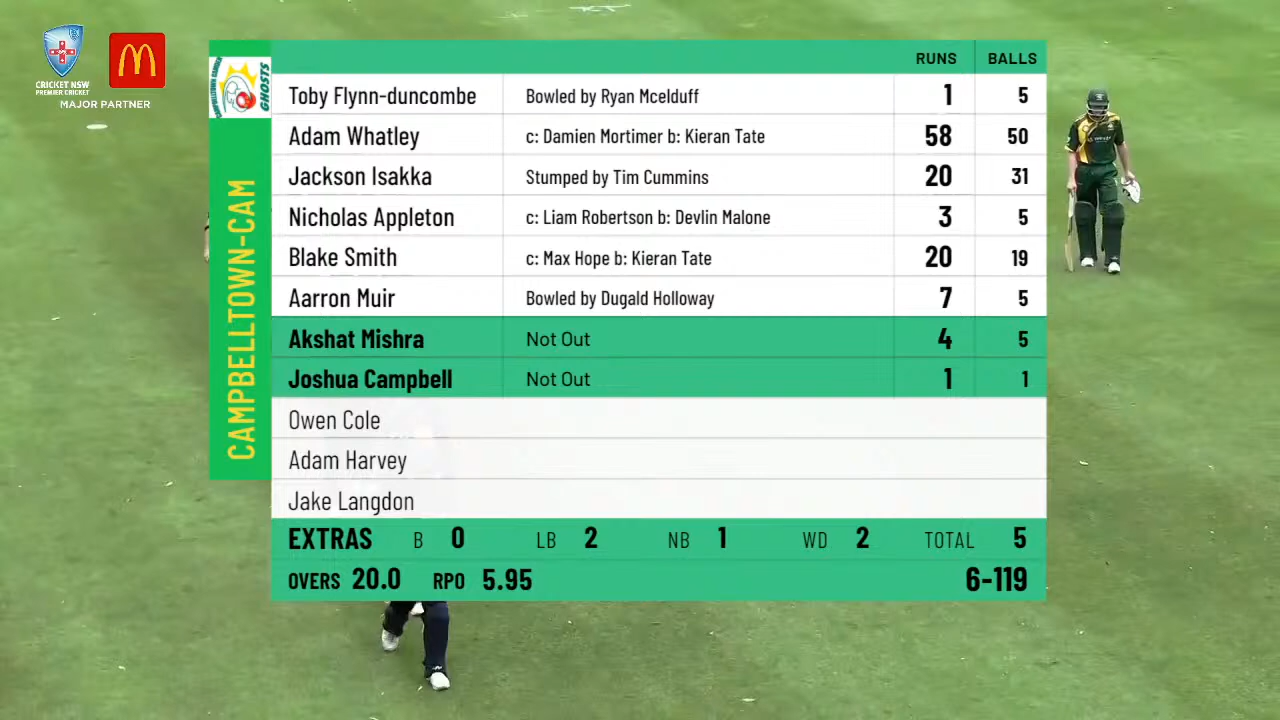 CRICKET NSW
PREMIER CRICKET
MAJOR PARTNER
CAMPBELLTOWN-CAM
GHOSTS
RUNS BALLS
Toby Flynn-duncombe Bowled by Ryan Mcelduff 1 5
Adam Whatley c: Damien Mortimer b: Kieran Tate 58 50
Jackson Isakka Stumped by Tim Cummins 20 31
Nicholas Appleton c: Liam Robertson b: Devlin Malone 3 5
Blake Smith c: Max Hope b: Kieran Tate 20 19
Aarron Muir Bowled by Dugald Holloway 7 5
Akshat Mishra Not Out 4 5
Joshua Campbell Not Out 1 1
Owen Cole
Adam Harvey
Jake Langdon
EXTRAS B 0 LB 2 NB 1 WD 2 TOTAL 5
OVERS 20.0 RPO 5.95 6-119